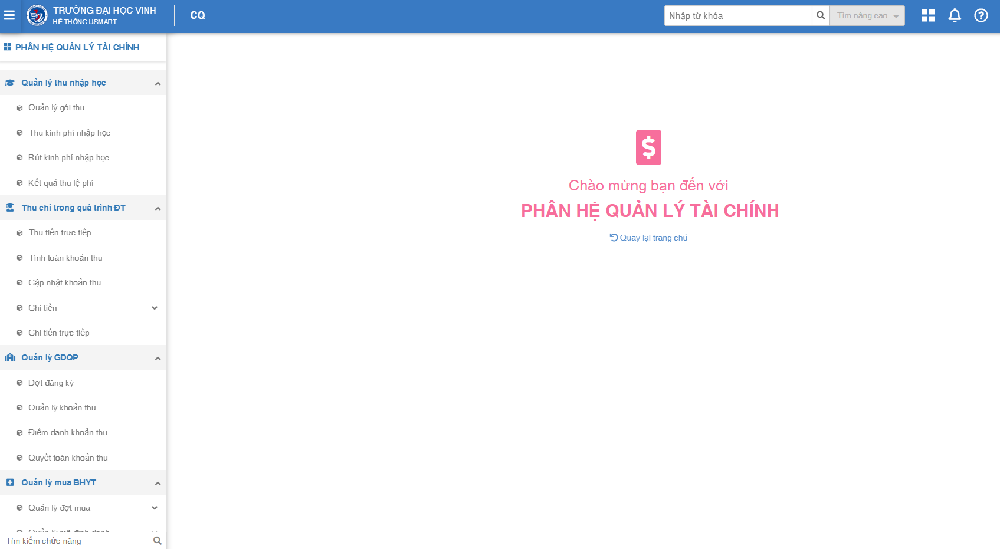 TRƯỜNG ĐẠI HỌC VINH
HỆ THỐNG USMART
CQ
Nhập từ khóa
Tìm nâng cao
PHÂN HỆ QUẢN LÝ TÀI CHÍNH
Quản lý thu nhập học
Quản lý gói thu
Thu kinh phí nhập học
Rút kinh phí nhập học
Kết quả thu lệ phí
Thu chi trong quá trình ĐT
Thu tiền trực tiếp
Tính toán khoản thu
Cập nhật khoản thu
Chi tiền
Chi tiền trực tiếp
Quản lý GDQP
Đợt đăng ký
Quản lý khoản thu
Điểm danh khoản thu
Quyết toán khoản thu
Quản lý mua BHYT
Quản lý đợt mua
Quản lý mã định danh
Tìm kiếm chức năng
Chào mừng bạn đến với
PHÂN HỆ QUẢN LÝ TÀI CHÍNH
Quay lại trang chủ